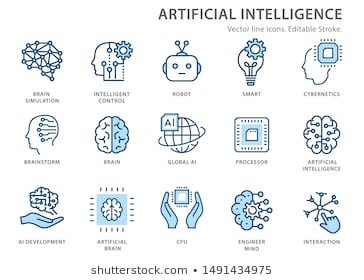 ARTIFICIAL INTELLIGENCE
Vector line icons. Editable Stroke.
BRAIN
SIMULATION
INTELLIGENT
CONTROL
ROBOT
SMART
CYBERNETICS
BRAINSTORM
BRAIN
AI
GLOBAL AI
PROCESSOR
ARTIFICIAL
INTELLIGENCE
AI DEVELOPMENT
ARTIFICIAL
BRAIN
CPU
ENGINEER
MIND
INTERACTION
shutterstock.com • 1491434975